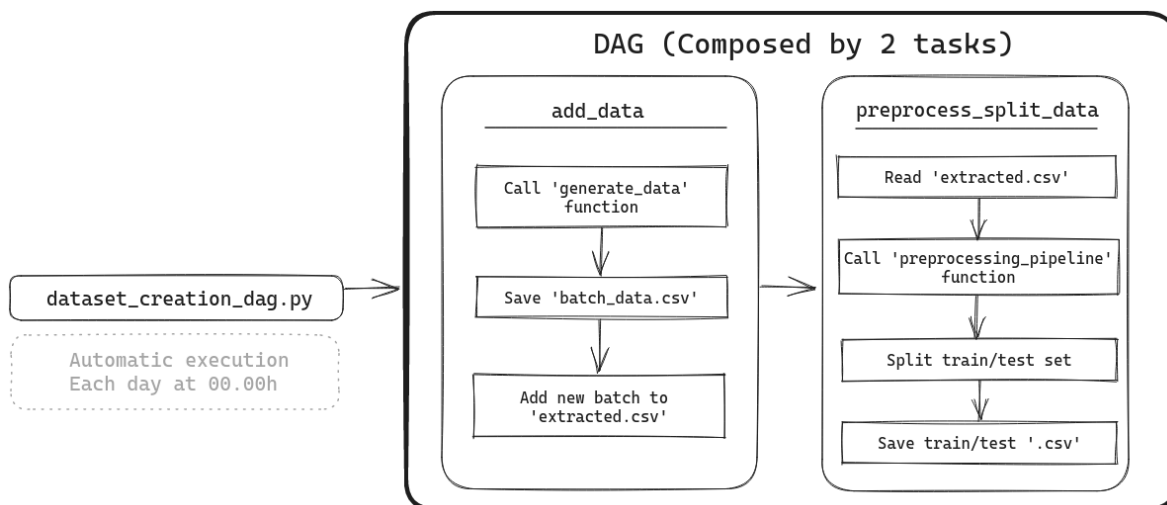 DAG (Composed by 2 tasks)
dataset_creation_dag.py
Automatic execution
Each day at 00.00h
add_data
Call 'generate_data'
function
Save 'batch_data.csv'
Add new batch to
'extracted.csv'
preprocess_split_data
Read 'extracted.csv'
Call 'preprocessing_pipeline'
function
Split train/test set
Save train/test '.csv'